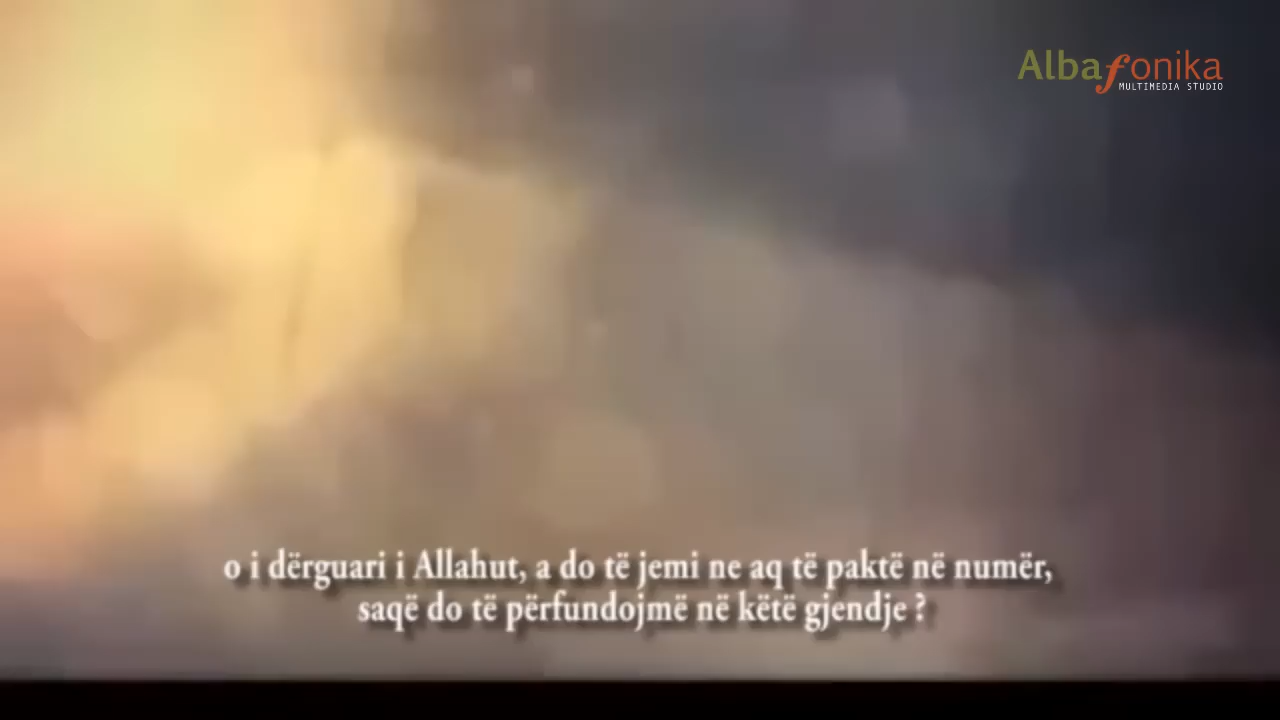 Albafonika
MULTIMEDIA STUDIO
o i dërguari i Allahut, a do të jemi ne aq të paktë në numër,
saqë do të përfundojmë në këtë gjendje ?